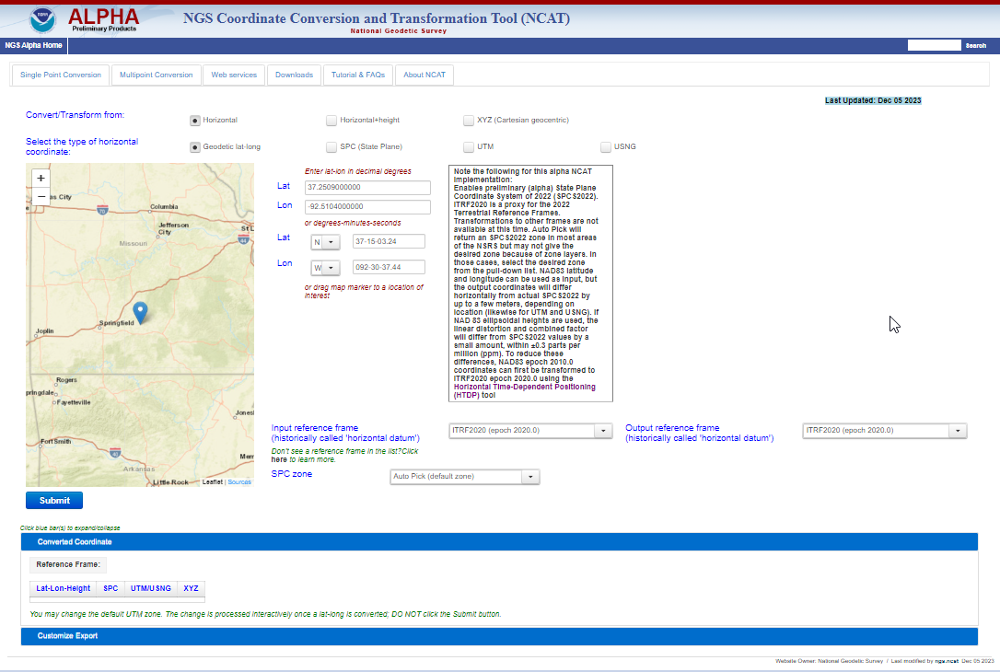 NOAA
ALPHA
Preliminary Products
NGS Coordinate Conversion and Transformation Tool (NCAT)
National Geodetic Survey
NGS Alpha Home
Search
Single Point Conversion
Multipoint Conversion
Web services
Downloads
Tutorial & FAQs
About NCAT
Last Updated: Dec 05 2023
Convert/Transform from:
Horizontal
Horizontal+height
XYZ (Cartesian geocentric)
Select the type of horizontal
coordinate:
Geodetic lat-long
SPC (State Plane)
UTM
USNG
+
−
as City
70
Columbia
Jefferson
City
St L
44
Missouri
Springfield
Joplin
Rogers
pringdale
Fayetteville
Jones
Fort Smith
40
Mem
Arkansas
Little Rock
Leaflet | Sources
Enter lat-lon in decimal degrees
Lat
37.2509000000
Lon
-92.5104000000
or degrees-minutes-seconds
Lat
N
37-15-03.24
Lon
W
092-30-37.44
or drag map marker to a location of
interest
Note the following for this alpha NCAT
implementation:
Enables preliminary (alpha) State Plane
Coordinate System of 2022 (SPCS2022).
ITRF2020 is a proxy for the 2022
Terrestrial Reference Frames.
Transformations to other frames are not
available at this time. Auto Pick will
return an SPCS2022 zone in most areas
of the NSRS but may not give the
desired zone because of zone layers. In
those cases, select the desired zone
from the pull-down list. NAD83 latitude
and longitude can be used as input, but
the output coordinates will differ
horizontally from actual SPCS2022 by
up to a few meters, depending on
location (likewise for UTM and USNG). If
NAD 83 ellipsoidal heights are used, the
linear distortion and combined factor
will differ from SPCS2022 values by a
small amount, within ±0.3 parts per
million (ppm). To reduce these
differences, NAD83 epoch 2010.0
coordinates can first be transformed to
ITRF2020 epoch 2020.0 using the
Horizontal Time-Dependent Positioning
(HTDP) tool
Input reference frame
(historically called 'horizontal datum')
ITRF2020 (epoch 2020.0)
Output reference frame
(historically called 'horizontal datum')
ITRF2020 (epoch 2020.0)
Don't see a reference frame in the list?Click
here to learn more.
SPC zone
Auto Pick (default zone)
Submit
Click blue bar(s) to expand/collapse
Converted Coordinate
Reference Frame:
Lat-Lon-Height
SPC
UTM/USNG
XYZ
You may change the default UTM zone. The change is processed interactively once a lat-long is converted; DO NOT click the Submit button.
Customize Export
Website Owner: National Geodetic Survey / Last modified by ngs.ncat Dec 05 2023